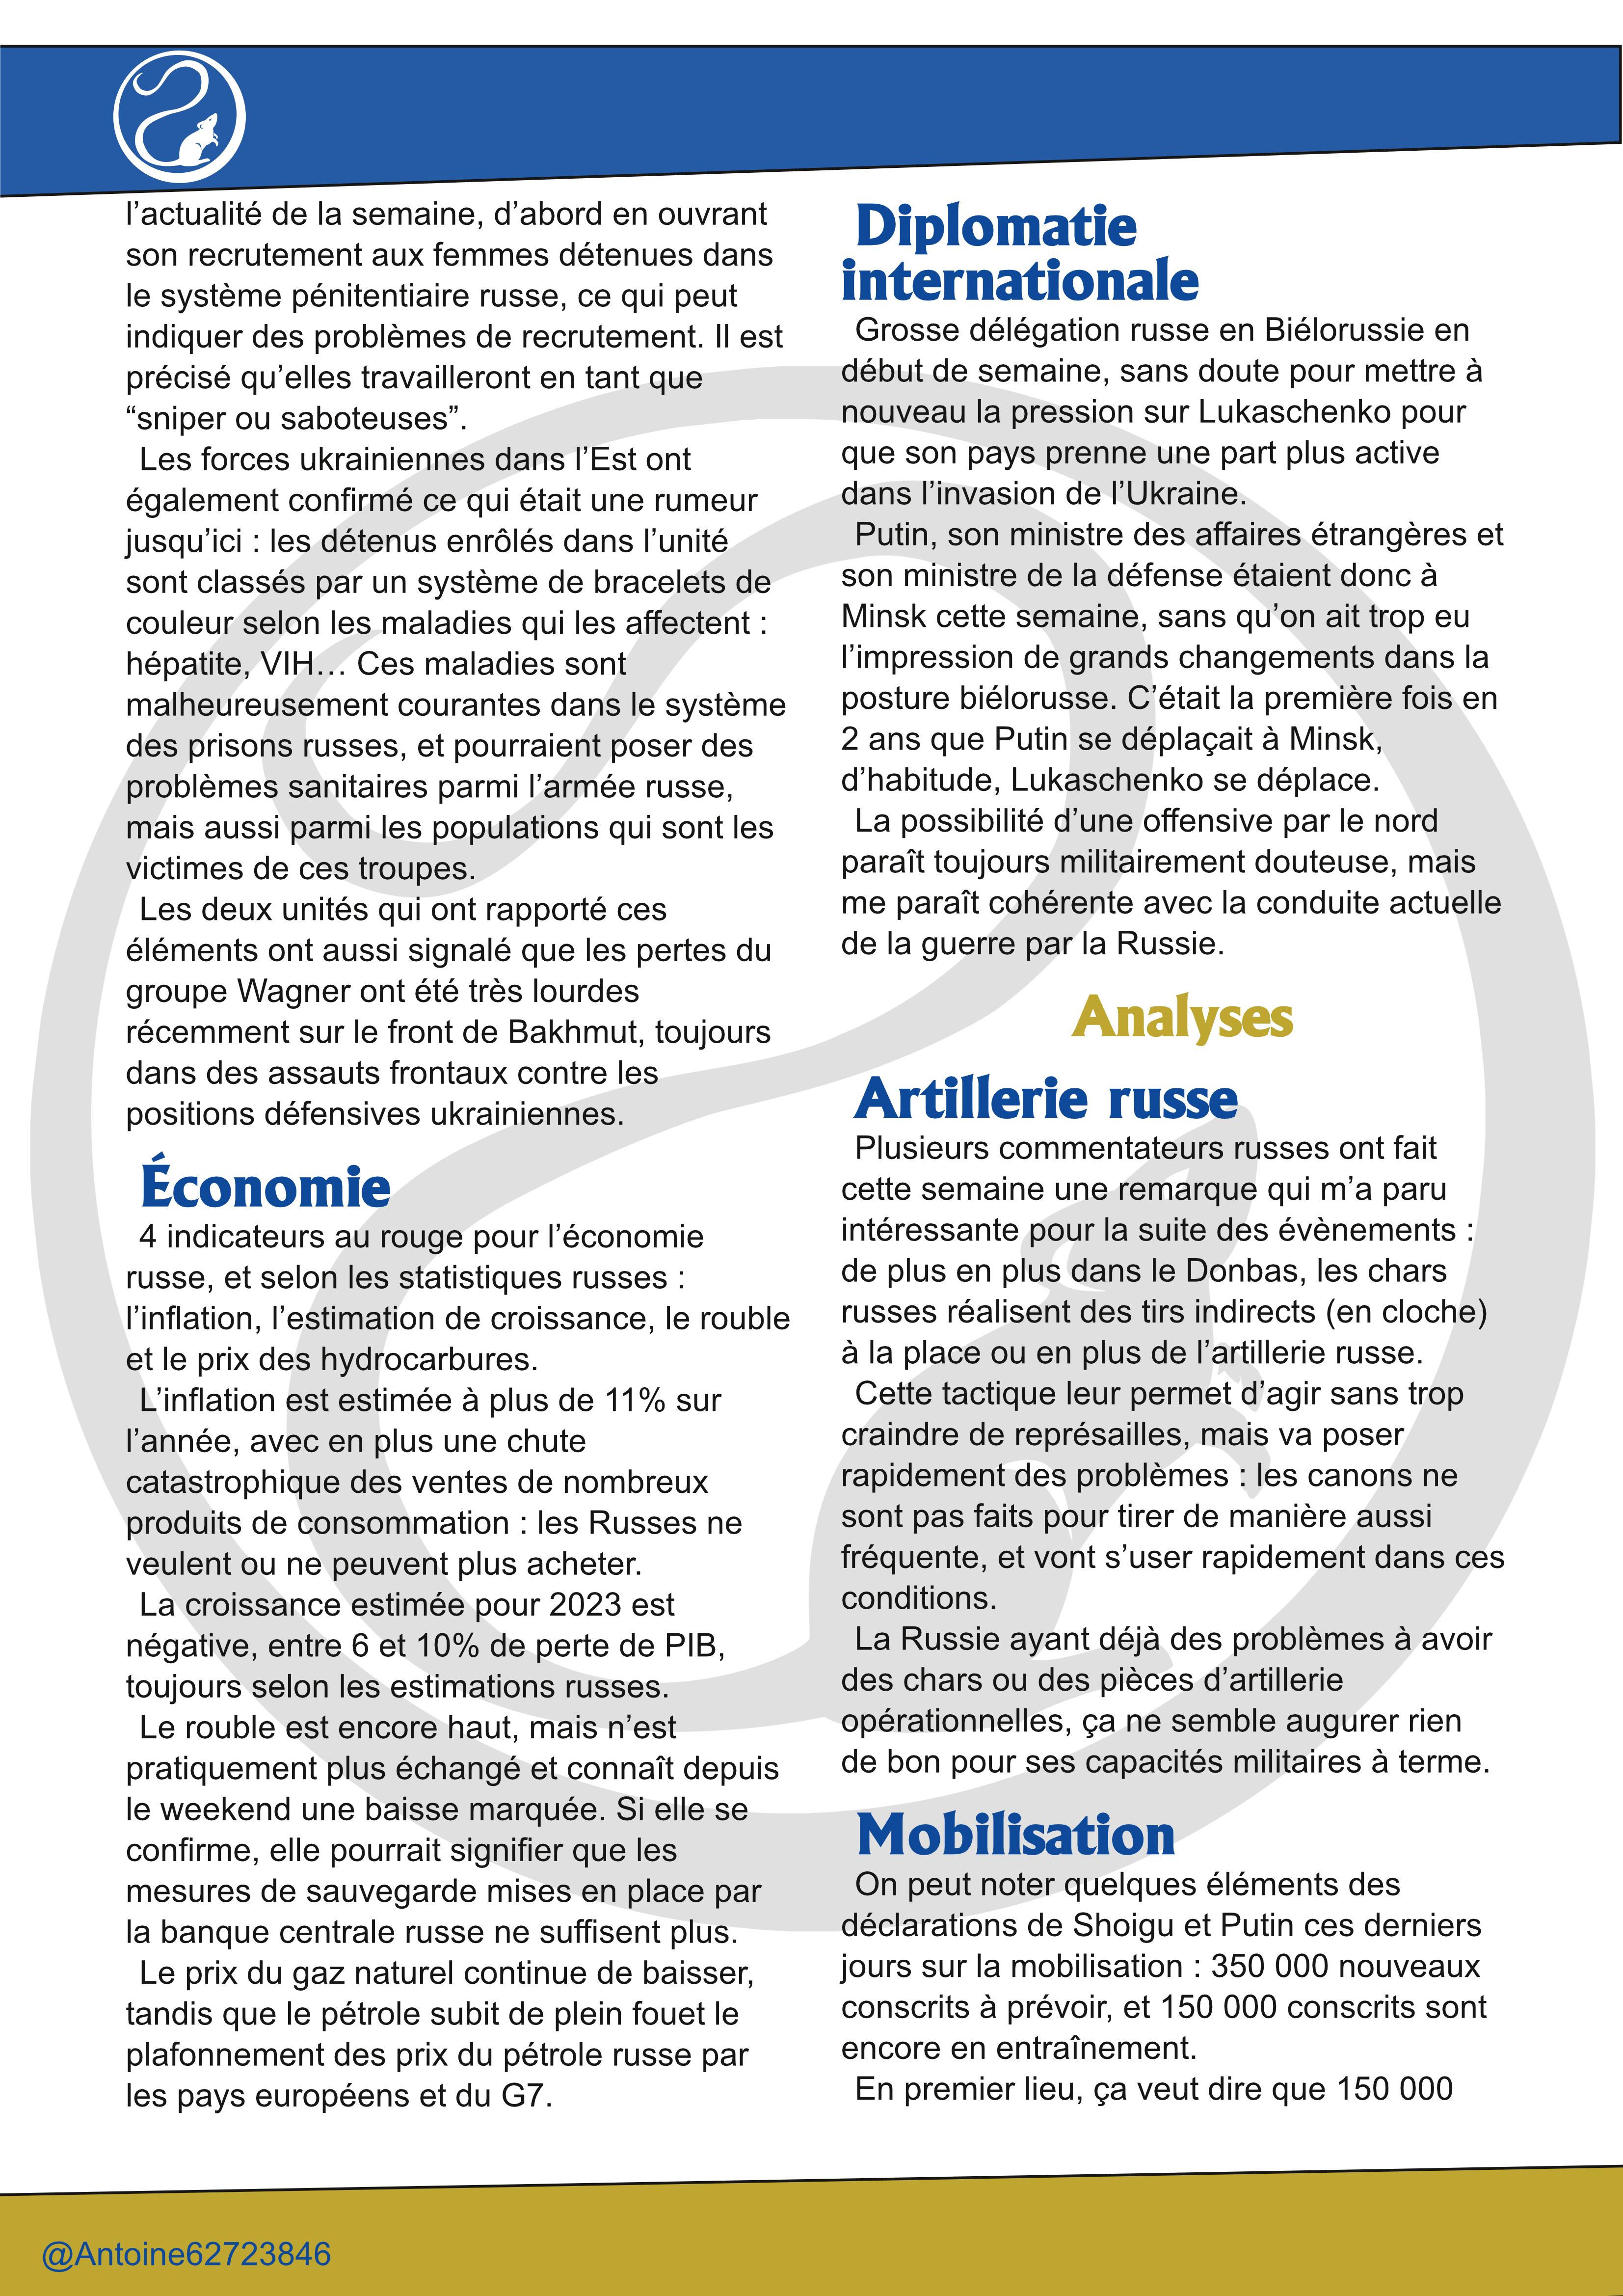 l’actualité de la semaine, d’abord en ouvrant
son recrutement aux femmes détenues dans
le système pénitentiaire russe, ce qui peut
indiquer des problèmes de recrutement. Il est
précisé qu’elles travailleront en tant que
“sniper ou saboteuses”.
Les forces ukrainiennes dans l’Est ont
également confirmé ce qui était une rumeur
jusqu’ici : les détenus enrôlés dans l’unité
sont classés par un système de bracelets de
couleur selon les maladies qui les affectent :
hépatite, VIH… Ces maladies sont
malheureusement courantes dans le système
des prisons russes, et pourraient poser des
problèmes sanitaires parmi l’armée russe,
mais aussi parmi les populations qui sont les
victimes de ces troupes.
Les deux unités qui ont rapporté ces
éléments ont aussi signalé que les pertes du
groupe Wagner ont été très lourdes
récemment sur le front de Bakhmut, toujours
dans des assauts frontaux contre les
positions défensives ukrainiennes.
Économie
4 indicateurs au rouge pour l’économie
russe, et selon les statistiques russes :
l’inflation, l’estimation de croissance, le rouble
et le prix des hydrocarbures.
L’inflation est estimée à plus de 11% sur
l’année, avec en plus une chute
catastrophique des ventes de nombreux
produits de consommation : les Russes ne
veulent ou ne peuvent plus acheter.
La croissance estimée pour 2023 est
négative, entre 6 et 10% de perte de PIB,
toujours selon les estimations russes.
Le rouble est encore haut, mais n’est
pratiquement plus échangé et connaît depuis
le weekend une baisse marquée. Si elle se
confirme, elle pourrait signifier que les
mesures de sauvegarde mises en place par
la banque centrale russe ne suffisent plus.
Le prix du gaz naturel continue de baisser,
tandis que le pétrole subit de plein fouet le
plafonnement des prix du pétrole russe par
les pays européens et du G7.
Diplomatie
internationale
Grosse délégation russe en Biélorussie en
début de semaine, sans doute pour mettre à
nouveau la pression sur Lukaschenko pour
que son pays prenne une part plus active
dans l’invasion de l’Ukraine.
Putin, son ministre des affaires étrangères et
son ministre de la défense étaient donc à
Minsk cette semaine, sans qu’on ait trop eu
l’impression de grands changements dans la
posture biélorusse. C’était la première fois en
2 ans que Putin se déplaçait à Minsk,
d’habitude, Lukaschenko se déplace.
La possibilité d’une offensive par le nord
paraît toujours militairement douteuse, mais
me paraît cohérente avec la conduite actuelle
de la guerre par la Russie.
Analyses
Artillerie russe
Plusieurs commentateurs russes ont fait
cette semaine une remarque qui m’a paru
intéressante pour la suite des évènements :
de plus en plus dans le Donbas, les chars
russes réalisent des tirs indirects (en cloche)
à la place ou en plus de l’artillerie russe.
Cette tactique leur permet d’agir sans trop
craindre de représailles, mais va poser
rapidement des problèmes : les canons ne
sont pas faits pour tirer de manière aussi
fréquente, et vont s’user rapidement dans ces
conditions.
La Russie ayant déjà des problèmes à avoir
des chars ou des pièces d’artillerie
opérationnelles, ça ne semble augurer rien
de bon pour ses capacités militaires à terme.
Mobilisation
On peut noter quelques éléments des
déclarations de Shoigu et Putin ces derniers
jours sur la mobilisation : 350 000 nouveaux
conscrits à prévoir, et 150 000 conscrits sont
encore en entraînement.
En premier lieu, ça veut dire que 150 000
@Antoine62723846